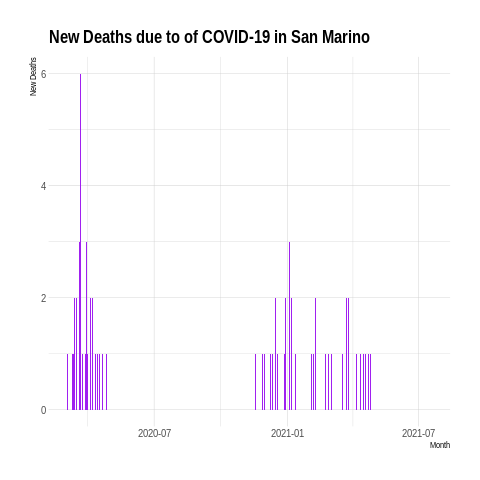 New Deaths due to of COVID-19 in San Marino
New Deaths
6
4
2
0
2020-07
2021-01
2021-07
Month